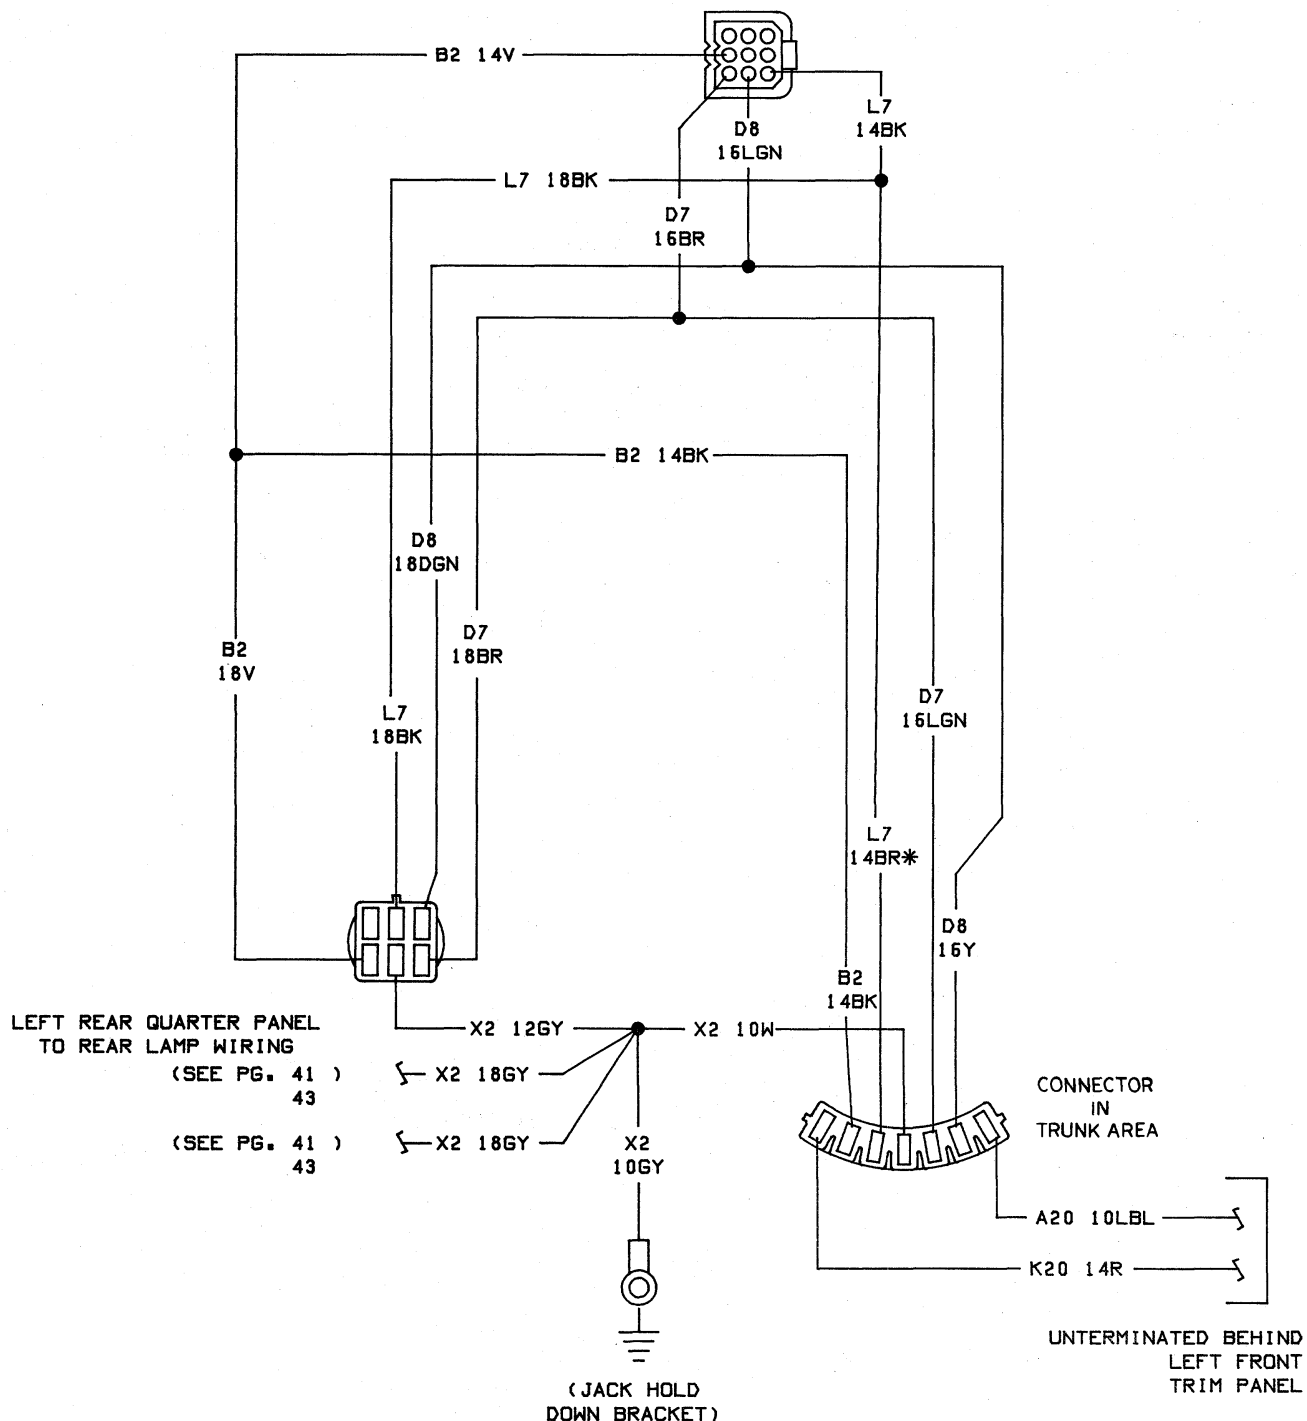 B2 14V
L7
14BK
D8
16LGN
L7 18BK
D7
16BR
B2 14BK
D8
18DGN
D7
18BR
B2
18V
D7
16LGN
L7
18BK
L7
14BR*
D8
16Y
B2
14BK
LEFT REAR QUARTER PANEL
TO REAR LAMP WIRING
X2 12GY
X2 10W
(SEE PG. 41 )
43
X2 18GY
CONNECTOR
IN
TRUNK AREA
(SEE PG. 41 )
43
X2 18GY
X2
10GY
A20 10LBL
K20 14R
UNTERMINATED BEHIND
LEFT FRONT
TRIM PANEL
(JACK HOLD
DOWN BRACKET)